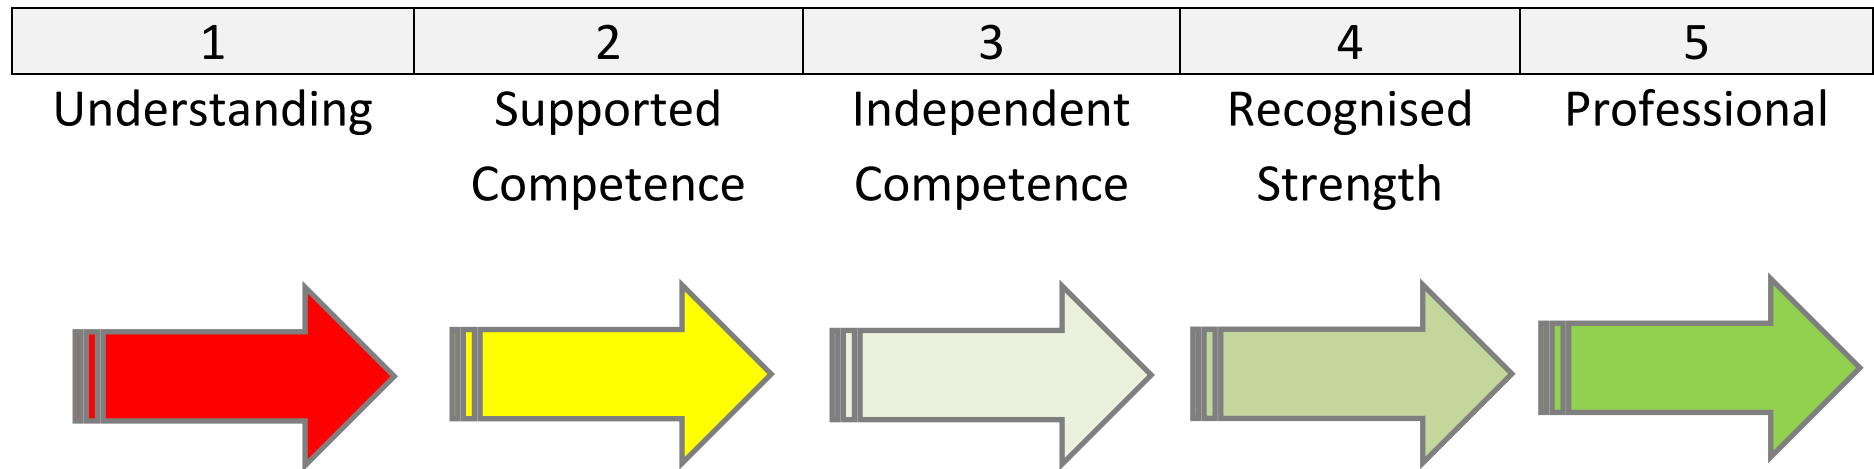 1 2 3 4 5
Understanding Supported Independent Recognised Professional
Competence Competence Strength